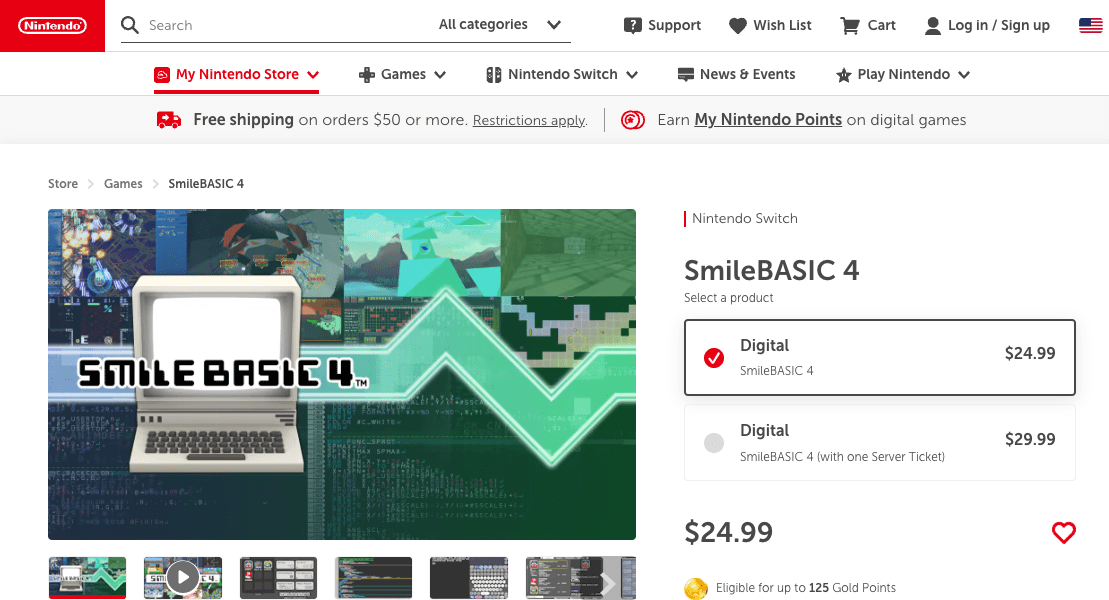 Nintendo
Search
All categories
Support
Wish List
Cart
Log in / Sign up
My Nintendo Store
Games
Nintendo Switch
News & Events
Play Nintendo
Free shipping on orders $50 or more. Restrictions apply.
Earn My Nintendo Points on digital games
Store
Games
SmileBASIC 4
SMILE BASIC 4™
Nintendo Switch
SmileBASIC 4
Select a product
Digital
$24.99
SmileBASIC 4
Digital
$29.99
SmileBASIC 4 (with one Server Ticket)
$24.99
Eligible for up to 125 Gold Points